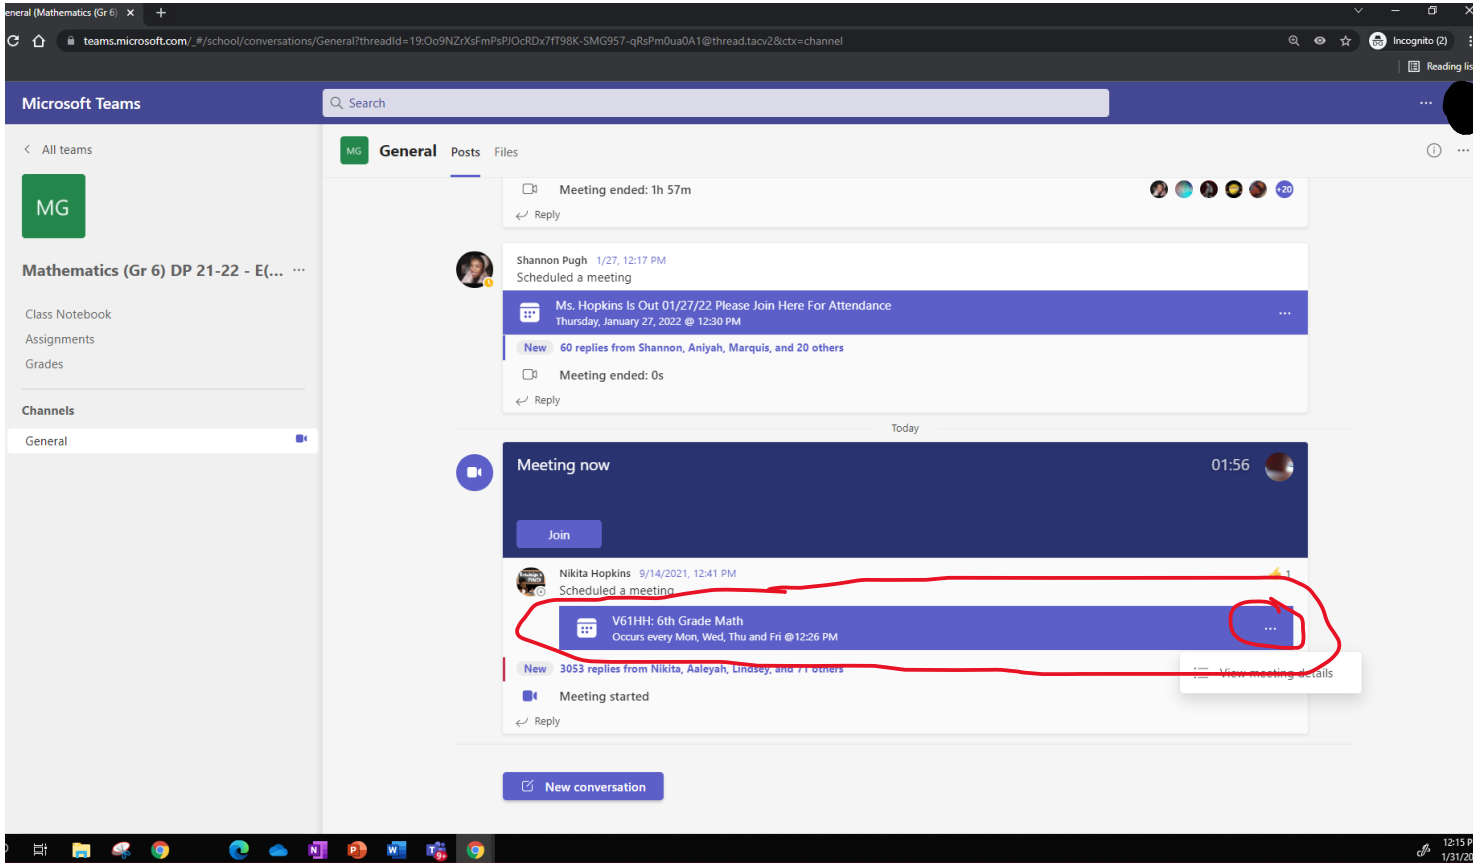 eneral (Mathematics (Gr 6)
teams.microsoft.com/_#/school/conversations/General?threadId=19:Oo9NZrXsFmPsPJOcRDx7fT98K-SMG957-qRsPm0ua0A1@thread.tacv2&ctx=channel
Incognito (2)
Reading lis
Microsoft Teams
Search
All teams
MG
General Posts Files
MG
Mathematics (Gr 6) DP 21-22 - E(...
Class Notebook
Assignments
Grades
Channels
General
Meeting ended: 1h 57m
+20
Reply
Shannon Pugh 1/27, 12:17 PM
Scheduled a meeting
Ms. Hopkins Is Out 01/27/22 Please Join Here For Attendance
Thursday, January 27, 2022 @ 12:30 PM
New 60 replies from Shannon, Aniyah, Marquis, and 20 others
Meeting ended: 0s
Reply
Today
Meeting now
01:56
Join
Nikita Hopkins 9/14/2021, 12:41 PM
1
Scheduled a meeting
V61HH: 6th Grade Math
Occurs every Mon, Wed, Thu and Fri @12:26 PM
New 3053 replies from Nikita, Aaleyah, Lindsey, and 71 others
View meeting details
Meeting started
Reply
New conversation
9+
12:15 P
1/31/20